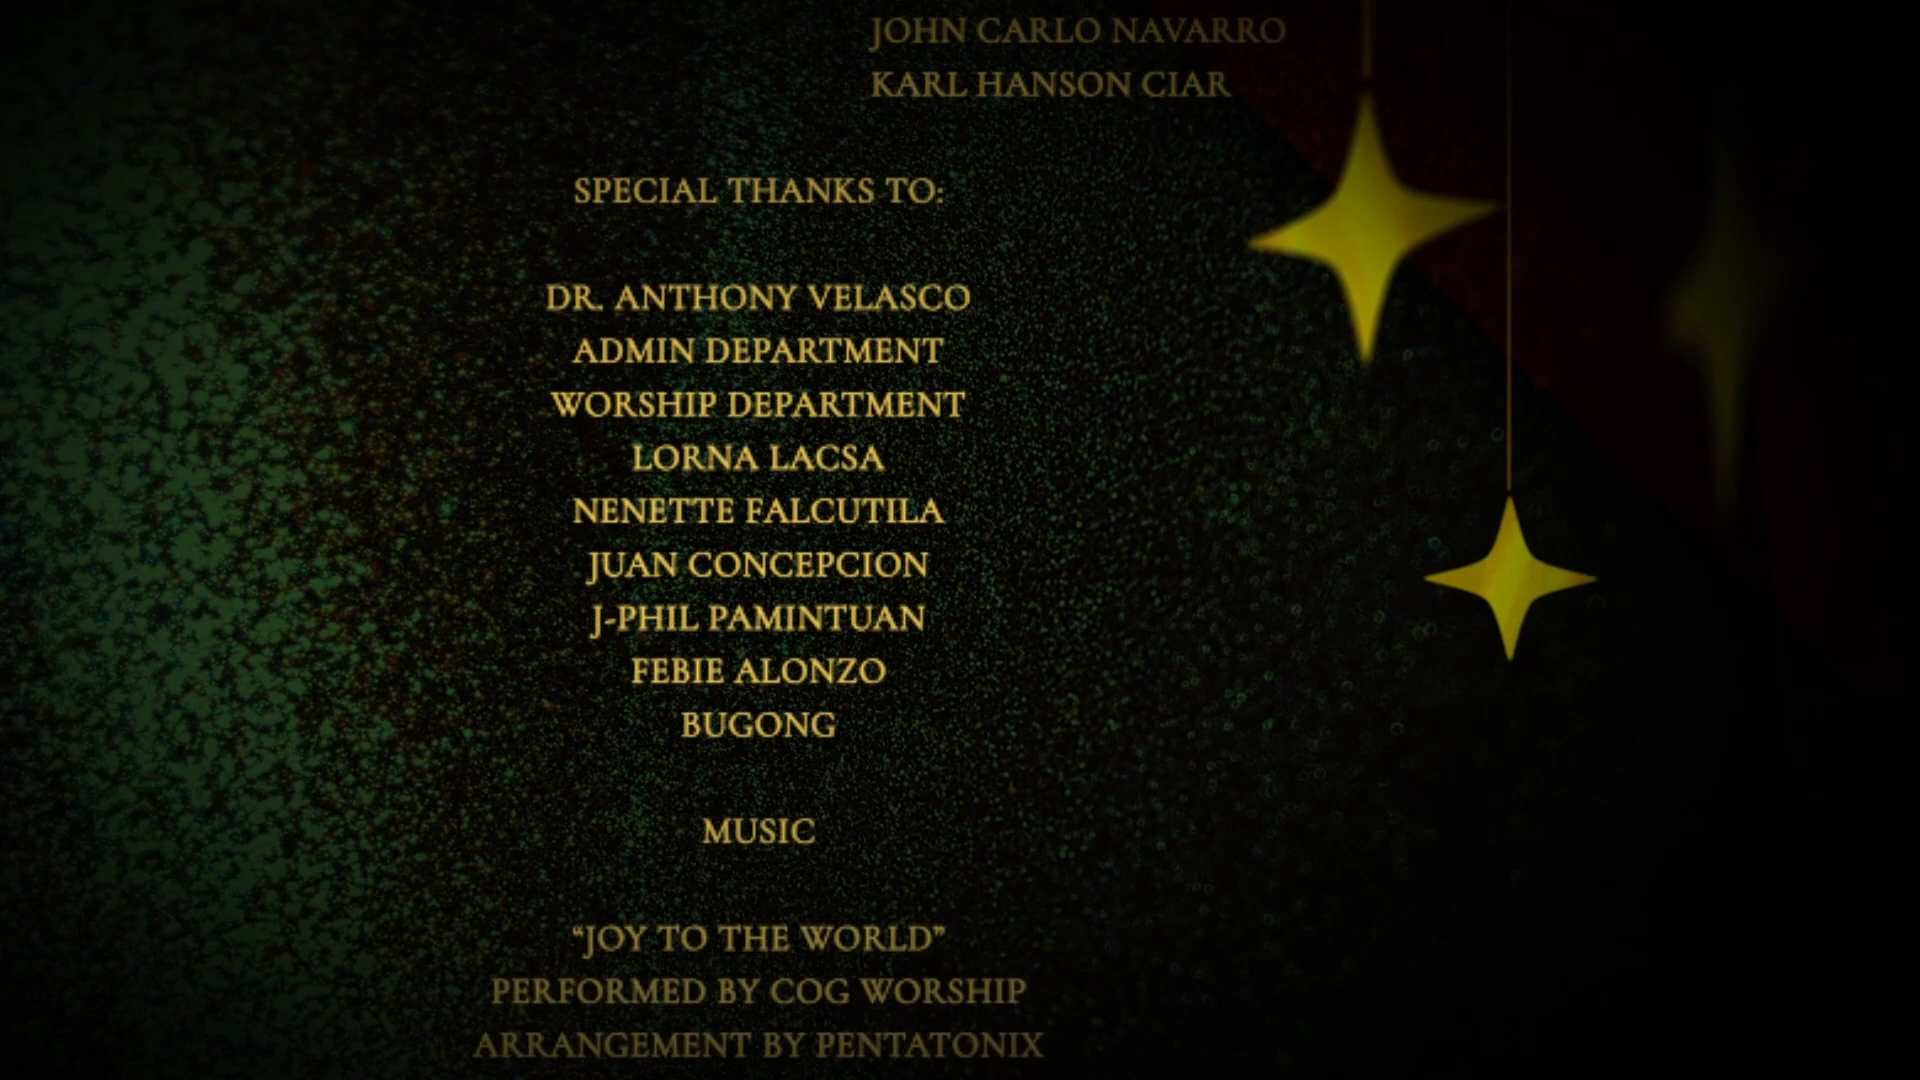 JOHN CARLO NAVARRO
KARL HANSON CIAR
SPECIAL THANKS TO:
DR. ANTHONY VELASCO
ADMIN DEPARTMENT
WORSHIP DEPARTMENT
LORNA LACSA
NENETTE FALCUTILA
JUAN CONCEPCION
J-PHIL PAMINTUAN
FEBIE ALONZO
BUGONG
MUSIC
“JOY TO THE WORLD”
PERFORMED BY COG WORSHIP
ARRANGEMENT BY PENTATONIX